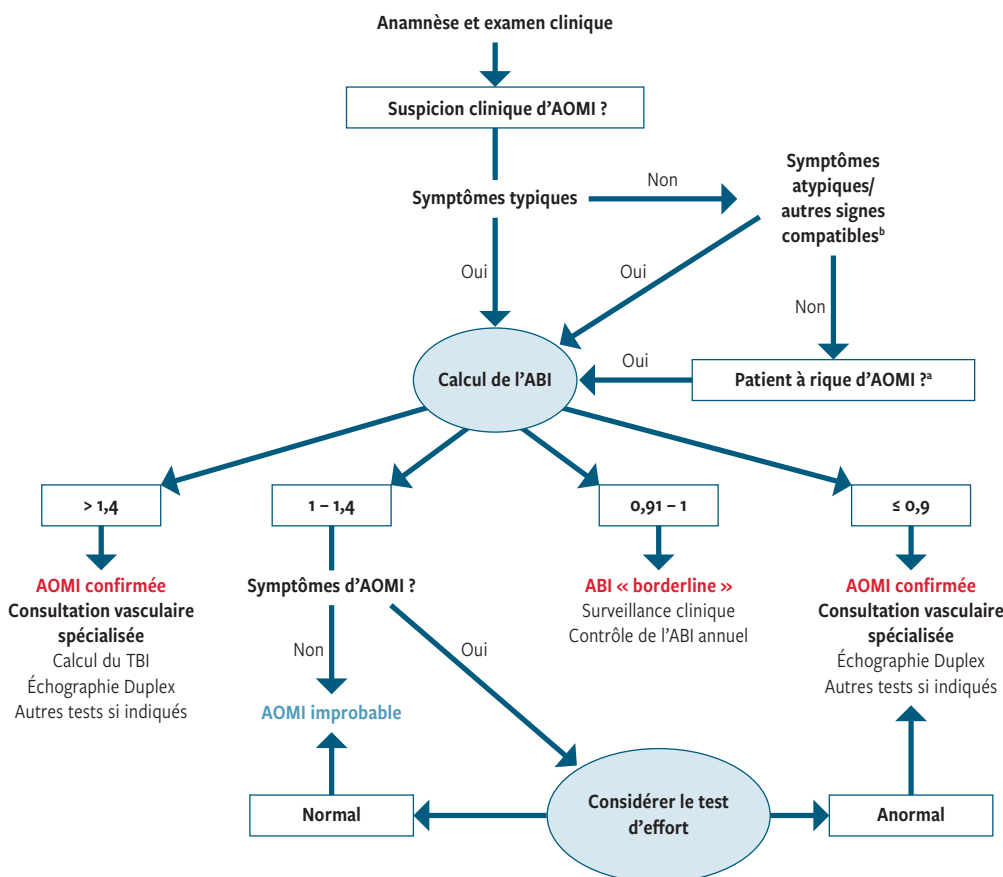 Anamnèse et examen clinique
Suspicion clinique d'AOMI ?
Symptômes typiques
Non
Symptômes
atypiques/
autres signes
compatiblesᵇ
Oui
Oui
Non
Calcul de l'ABI
Oui
Patient à rique d'AOMI ?ᵃ
> 1,4
1 – 1,4
0,91 – 1
≤ 0,9
AOMI confirmée
Consultation vasculaire
spécialisée
Calcul du TBI
Échographie Duplex
Autres tests si indiqués
Symptômes d'AOMI ?
Non
Oui
AOMI improbable
ABI « borderline »
Surveillance clinique
Contrôle de l'ABI annuel
AOMI confirmée
Consultation vasculaire
spécialisée
Échographie Duplex
Autres tests si indiqués
Normal
Considérer le test
d'effort
Anormal